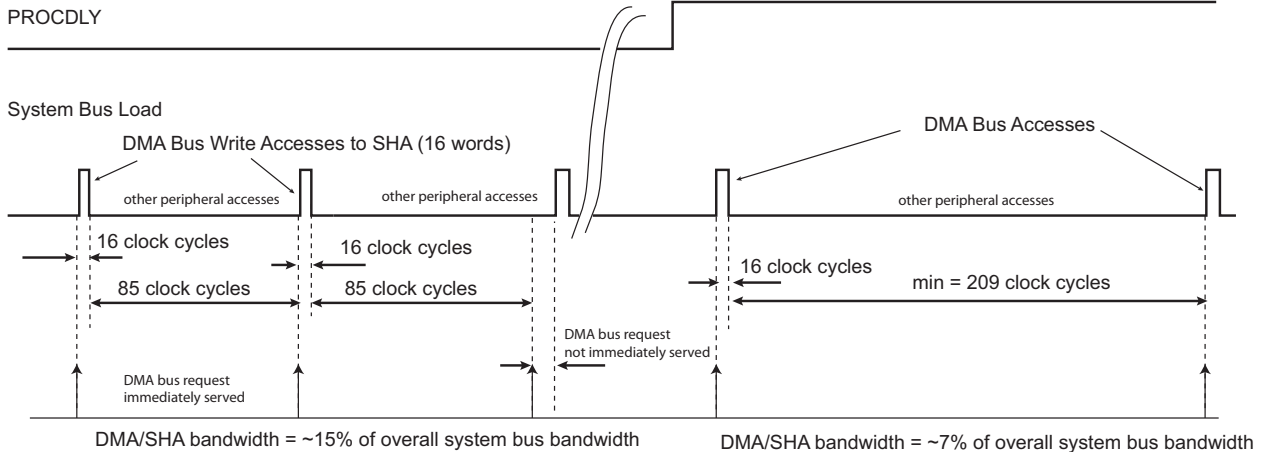 PROCDLY
System Bus Load
DMA Bus Write Accesses to SHA (16 words)
DMA Bus Accesses
other peripheral accesses
other peripheral accesses
other peripheral accesses
16 clock cycles
16 clock cycles
16 clock cycles
85 clock cycles
85 clock cycles
min = 209 clock cycles
DMA bus request
not immediately served
DMA bus request
immediately served
DMA/SHA bandwidth = ~15% of overall system bus bandwidth
DMA/SHA bandwidth = ~7% of overall system bus bandwidth